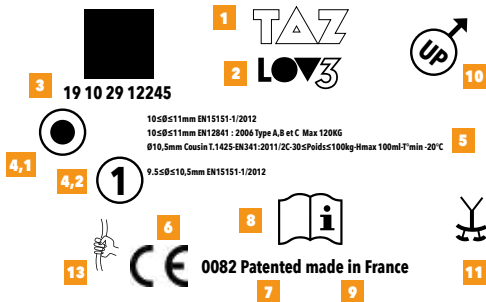 1 TAZ
2 LOV3
UP
10
3 19 10 29 12245
10≤Ø≤11mm EN15151-1/2012
10≤Ø≤11mm EN12841 : 2006 Type A,B et C Max 120KG
Ø10,5mm Cousin T.1425-EN341:2011/2C-30≤Poids≤100kg-Hmax 100ml-T°min -20°C
5
4,1
4,2 1 9.5≤Ø≤10,5mm EN15151-1/2012
6
8 i
13 CE 0082 Patented made in France
11
7 9